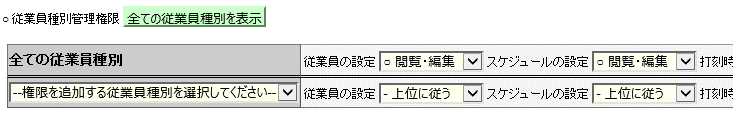 ○従業員種別管理権限 全ての従業員種別を表示
全ての従業員種別 従業員の設定 ○ 閲覧・編集 スケジュールの設定 ○ 閲覧・編集 打刻時
--権限を追加する従業員種別を選択してください-- 従業員の設定 - 上位に従う スケジュールの設定 - 上位に従う 打刻時